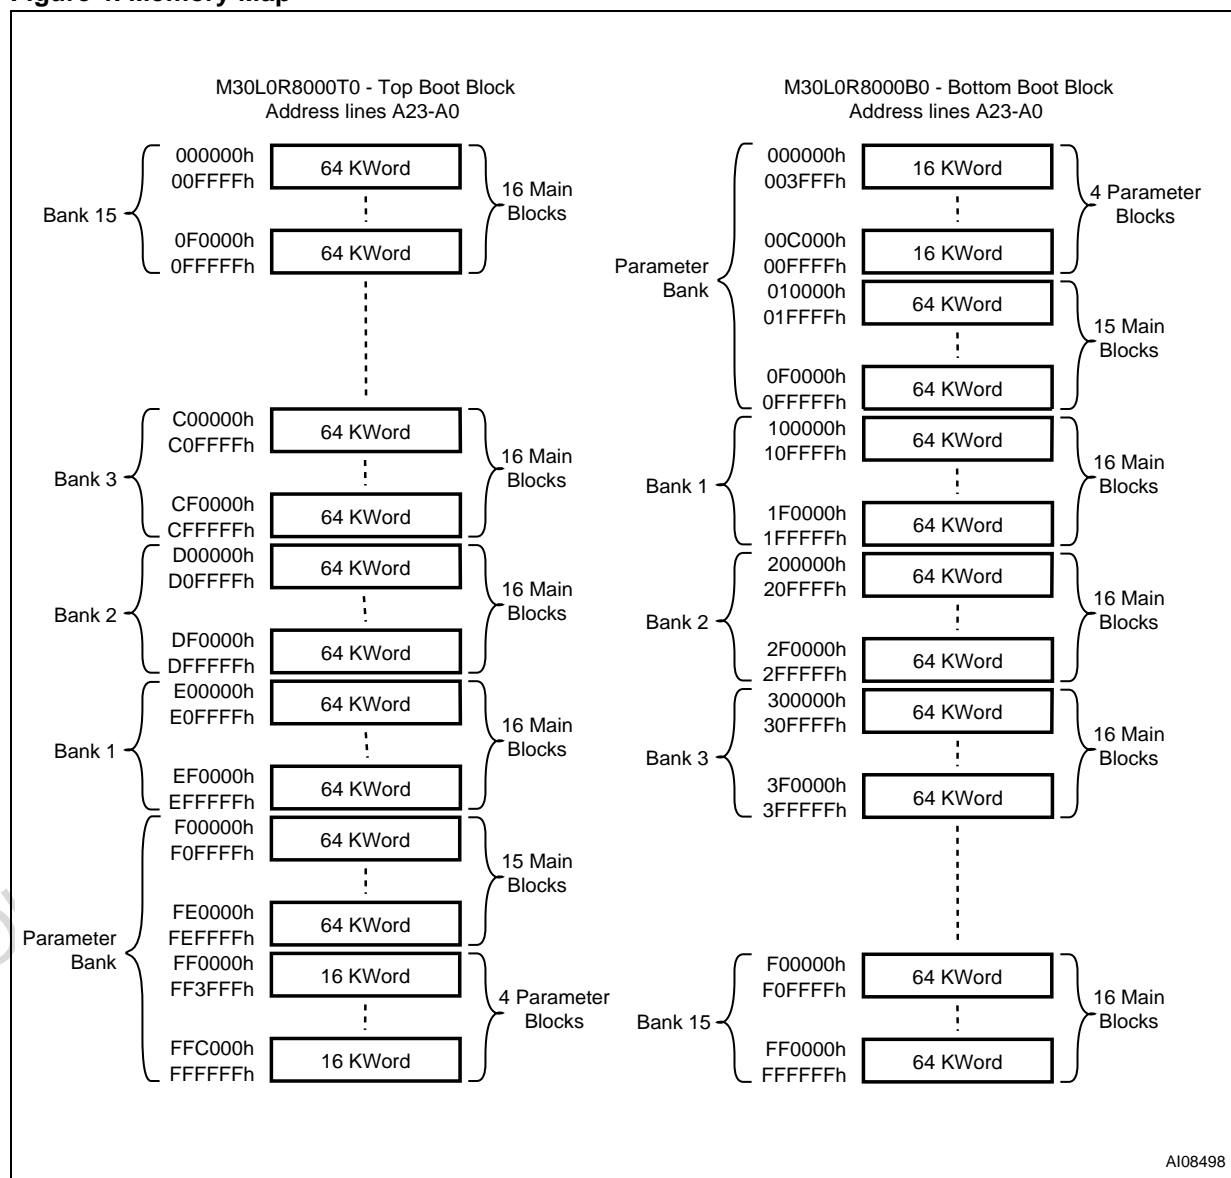 Figure 4. Memory Map
M30L0R8000T0 - Top Boot Block
Address lines A23-A0
000000h
00FFFFh
64 KWord
16 Main
Blocks
Bank 15
0F0000h
0FFFFFh
64 KWord
C00000h
C0FFFFh
64 KWord
16 Main
Blocks
Bank 3
CF0000h
CFFFFFh
64 KWord
D00000h
D0FFFFh
64 KWord
16 Main
Blocks
Bank 2
DF0000h
DFFFFFh
64 KWord
E00000h
E0FFFFh
64 KWord
16 Main
Blocks
Bank 1
EF0000h
EFFFFFh
64 KWord
F00000h
F0FFFFh
64 KWord
15 Main
Blocks
FE0000h
FEFFFFh
64 KWord
Parameter
Bank
FF0000h
FF3FFFh
16 KWord
4 Parameter
Blocks
FFC000h
FFFFFFh
16 KWord
M30L0R8000B0 - Bottom Boot Block
Address lines A23-A0
000000h
003FFFh
16 KWord
4 Parameter
Blocks
00C000h
00FFFFh
16 KWord
Parameter
Bank
010000h
01FFFFh
64 KWord
15 Main
Blocks
0F0000h
0FFFFFh
64 KWord
100000h
10FFFFh
64 KWord
16 Main
Blocks
Bank 1
1F0000h
1FFFFFh
64 KWord
200000h
20FFFFh
64 KWord
16 Main
Blocks
Bank 2
2F0000h
2FFFFFh
64 KWord
300000h
30FFFFh
64 KWord
16 Main
Blocks
Bank 3
3F0000h
3FFFFFh
64 KWord
F00000h
F0FFFFh
64 KWord
16 Main
Blocks
Bank 15
FF0000h
FFFFFFh
64 KWord
AI08498